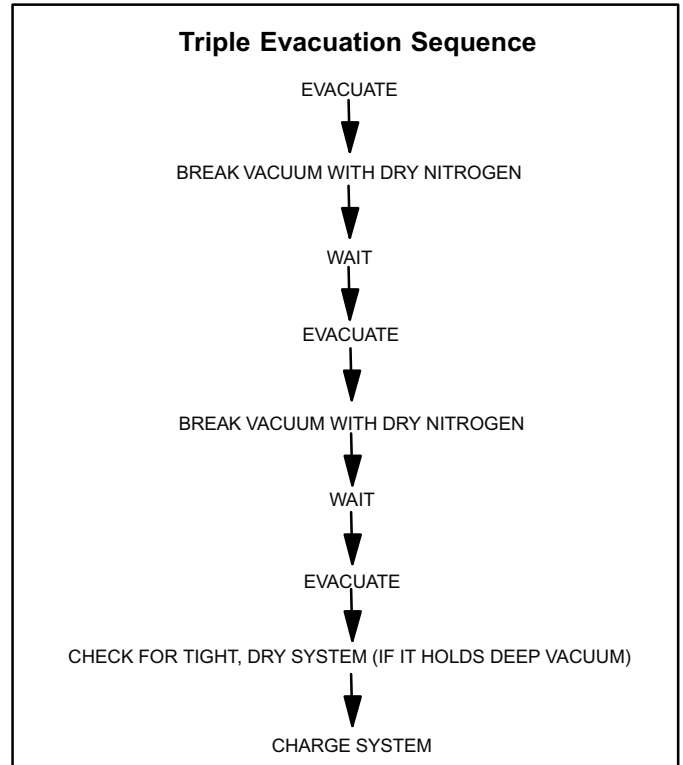 Triple Evacuation Sequence
EVACUATE
BREAK VACUUM WITH DRY NITROGEN
WAIT
EVACUATE
BREAK VACUUM WITH DRY NITROGEN
WAIT
EVACUATE
CHECK FOR TIGHT, DRY SYSTEM (IF IT HOLDS DEEP VACUUM)
CHARGE SYSTEM